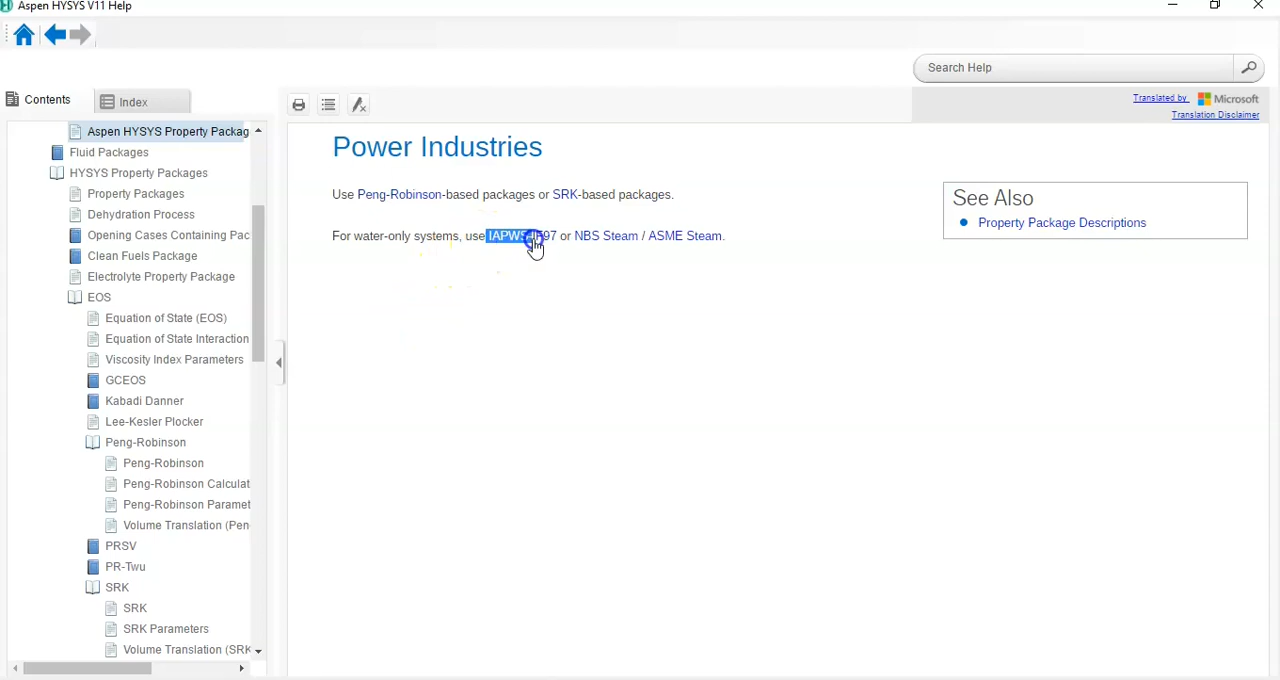 Aspen HYSYS V11 Help
Search Help
Contents
Index
Translated by Microsoft
Translation Disclaimer
Aspen HYSYS Property Packag
Fluid Packages
HYSYS Property Packages
Property Packages
Dehydration Process
Opening Cases Containing Pac
Clean Fuels Package
Electrolyte Property Package
EOS
Equation of State (EOS)
Equation of State Interaction
Viscosity Index Parameters
GCEOS
Kabadi Danner
Lee-Kesler Plocker
Peng-Robinson
Peng-Robinson
Peng-Robinson Calculat
Peng-Robinson Paramet
Volume Translation (Pen
PRSV
PR-Twu
SRK
SRK
SRK Parameters
Volume Translation (SRK
Power Industries
Use Peng-Robinson-based packages or SRK-based packages.
For water-only systems, use IAPWS-IF97 or NBS Steam / ASME Steam.
See Also
Property Package Descriptions